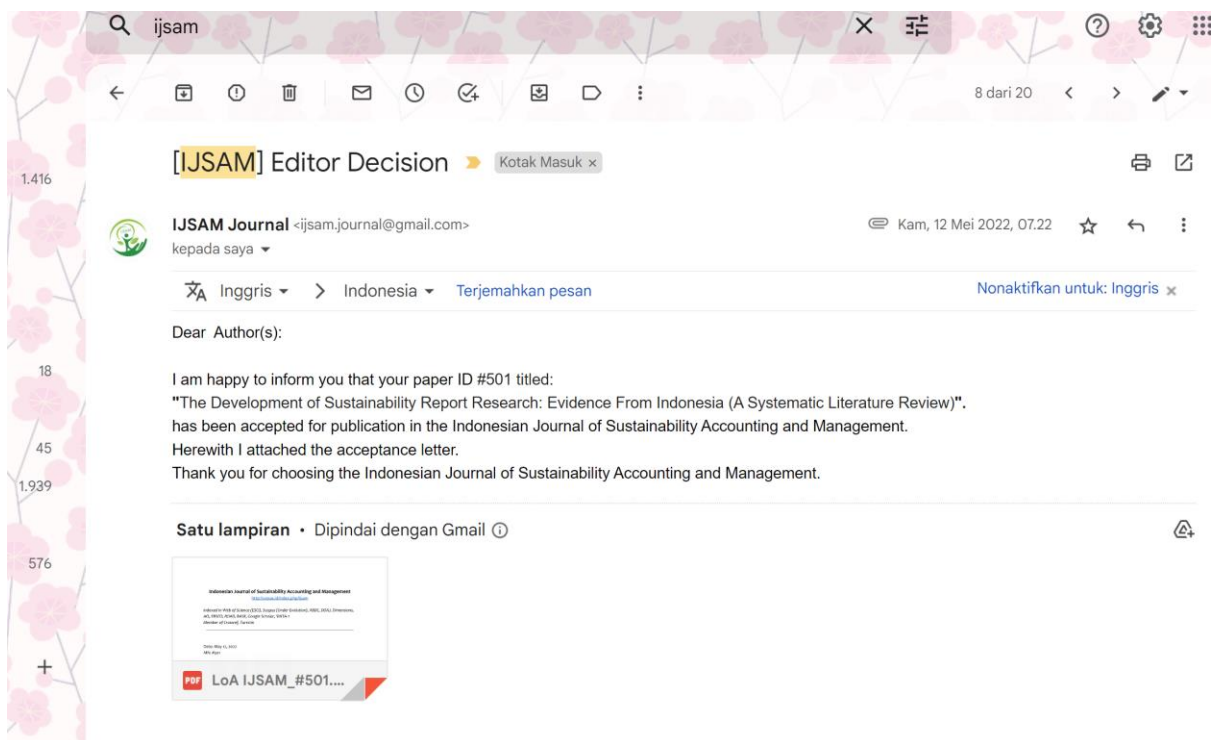 ijsam
8 dari 20
[IJSAM] Editor Decision Kotak Masuk ×
1.416
IJSAM Journal <ijsam.journal@gmail.com> Kam, 12 Mei 2022, 07.22
kepada saya
Inggris > Indonesia Terjemahkan pesan Nonaktifkan untuk: Inggris ×
Dear Author(s):
18
I am happy to inform you that your paper ID #501 titled:
"The Development of Sustainability Report Research: Evidence From Indonesia (A Systematic Literature Review)".
has been accepted for publication in the Indonesian Journal of Sustainability Accounting and Management.
45
Herewith I attached the acceptance letter.
1.939
Thank you for choosing the Indonesian Journal of Sustainability Accounting and Management.
Satu lampiran • Dipindai dengan Gmail
576
Indonesian Journal of Sustainability Accounting and Management
PDF LoA IJSAM_#501....